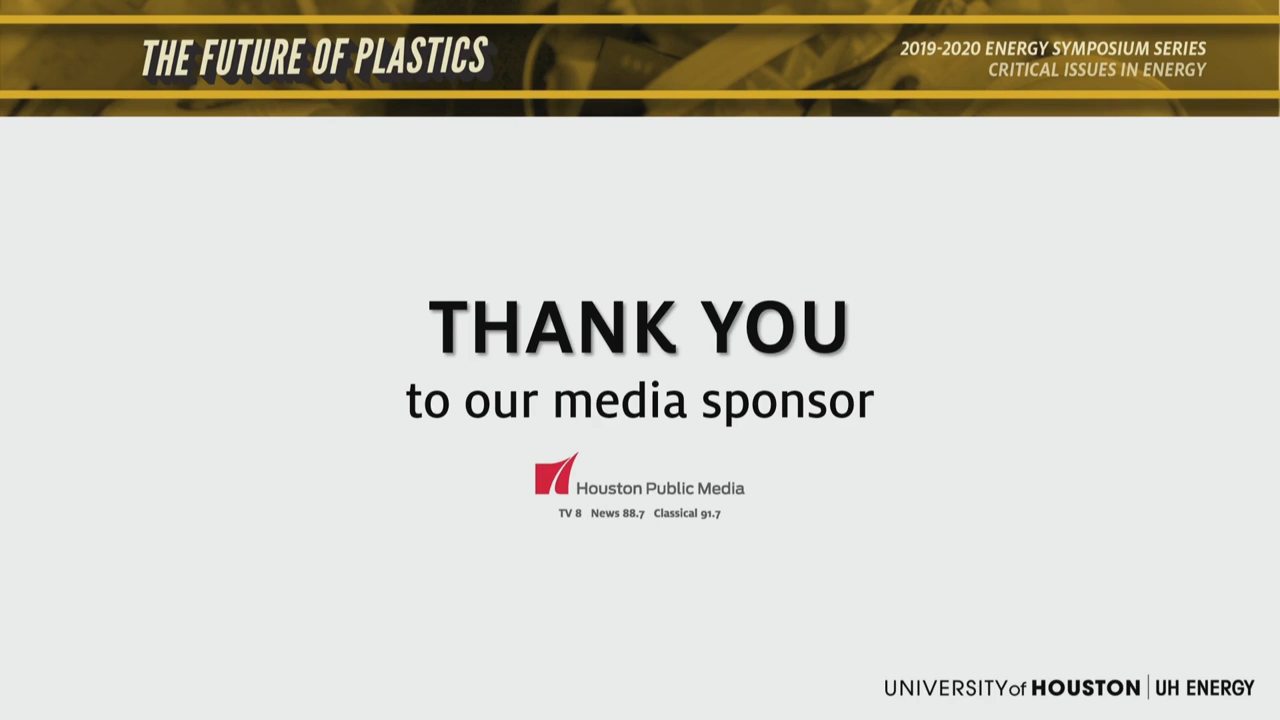 THE FUTURE OF PLASTICS
2019-2020 ENERGY SYMPOSIUM SERIES
CRITICAL ISSUES IN ENERGY
THANK YOU
to our media sponsor
Houston Public Media
TV 8 News 88.7 Classical 91.7
UNIVERSITY of HOUSTON | UH ENERGY